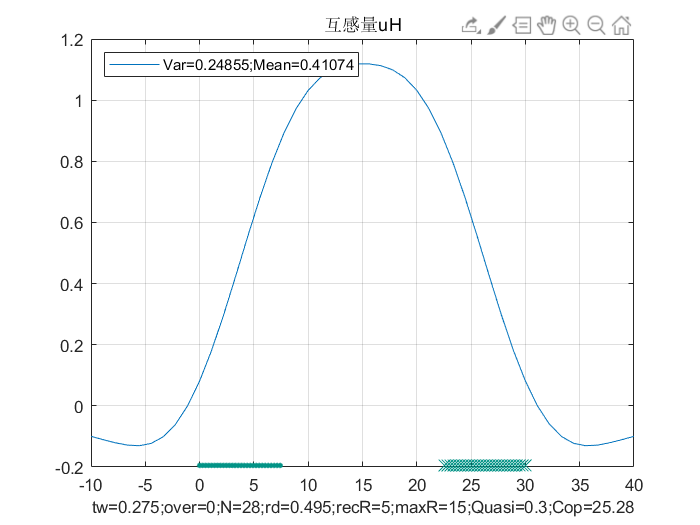 互感量uH
Var=0.24855;Mean=0.41074
1.2
1
0.8
0.6
0.4
0.2
0
-0.2
-10 -5 0 5 10 15 20 25 30 35 40
tw=0.275;over=0;N=28;rd=0.495;recR=5;maxR=15;Quasi=0.3;Cop=25.28